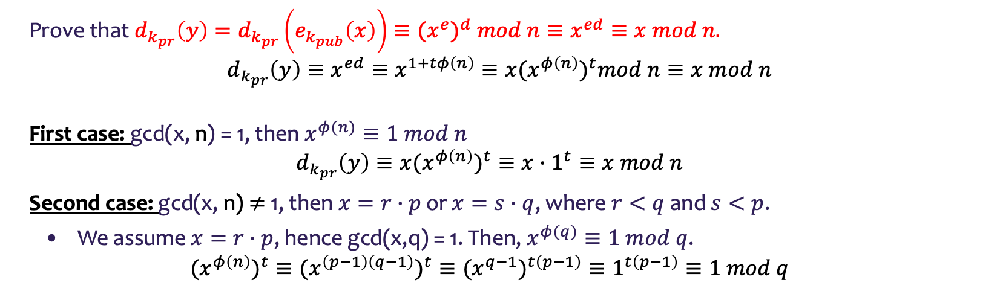 Prove that $d_{k_{pr}}(y) = d_{k_{pr}}\left(e_{k_{pub}}(x)\right) \equiv (x^e)^d \ mod \ n \equiv x^{ed} \equiv x \ mod \ n.$
$d_{k_{pr}}(y) \equiv x^{ed} \equiv x^{1+t\phi(n)} \equiv x(x^{\phi(n)})^t mod \ n \equiv x \ mod \ n$
First case: gcd(x, n) = 1, then $x^{\phi(n)} \equiv 1 \ mod \ n$
$d_{k_{pr}}(y) \equiv x(x^{\phi(n)})^t \equiv x \cdot 1^t \equiv x \ mod \ n$
Second case: gcd(x, n) ≠ 1, then $x = r \cdot p$ or $x = s \cdot q$, where $r < q$ and $s < p$.
• We assume $x = r \cdot p$, hence gcd(x,q) = 1. Then, $x^{\phi(q)} \equiv 1 \ mod \ q.$
$(x^{\phi(n)})^t \equiv (x^{(p-1)(q-1)})^t \equiv (x^{q-1})^{t(p-1)} \equiv 1^{t(p-1)} \equiv 1 \ mod \ q$